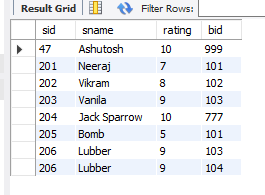 Result Grid Filter Rows:
sid sname rating bid
47 Ashutosh 10 999
201 Neeraj 7 101
202 Vikram 8 102
203 Vanila 9 103
204 Jack Sparrow 10 777
205 Bomb 5 101
206 Lubber 9 103
206 Lubber 9 104